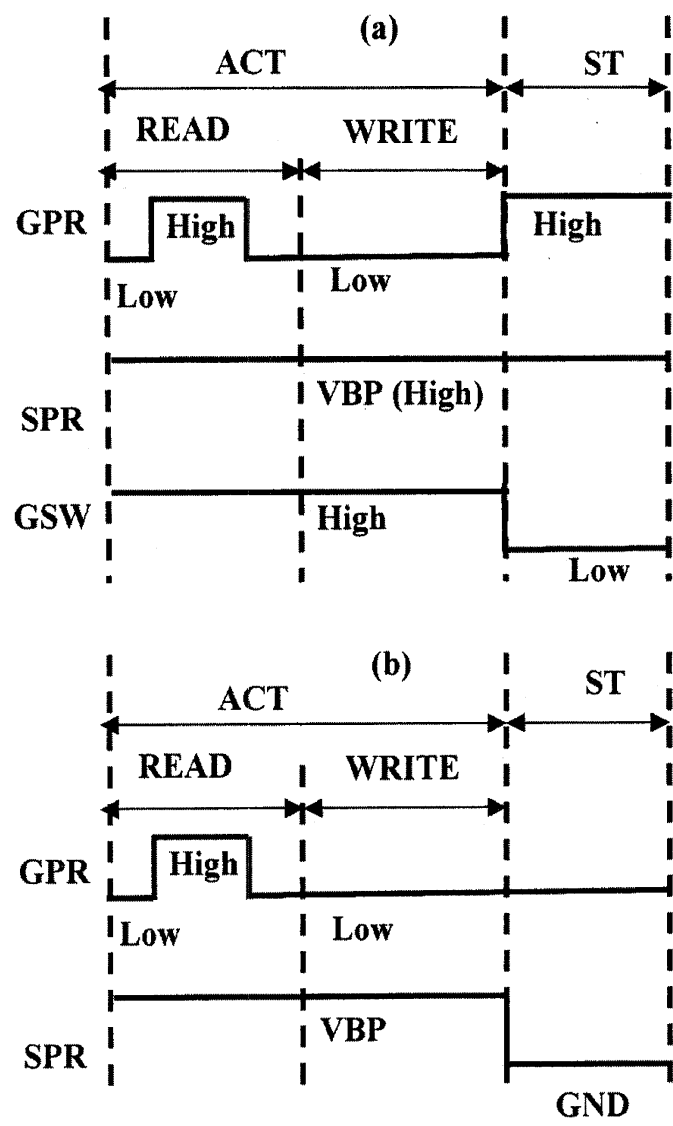 (a)
ACT ST
READ WRITE
GPR High High
Low Low
VBP (High)
SPR
GSW High
Low
(b)
ACT ST
READ WRITE
GPR High
Low Low
VBP
SPR
GND